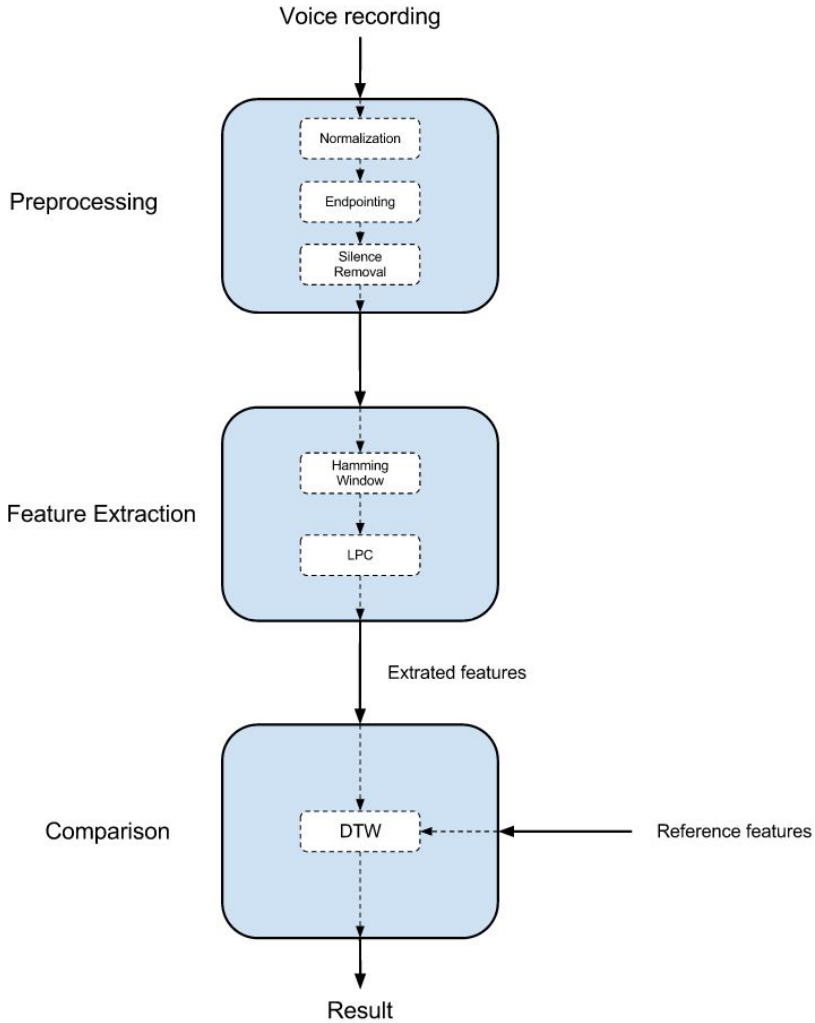 Voice recording
Normalization
Preprocessing
Endpointing
Silence
Removal
Hamming
Window
Feature Extraction
LPC
Extrated features
Comparison
DTW
Reference features
Result